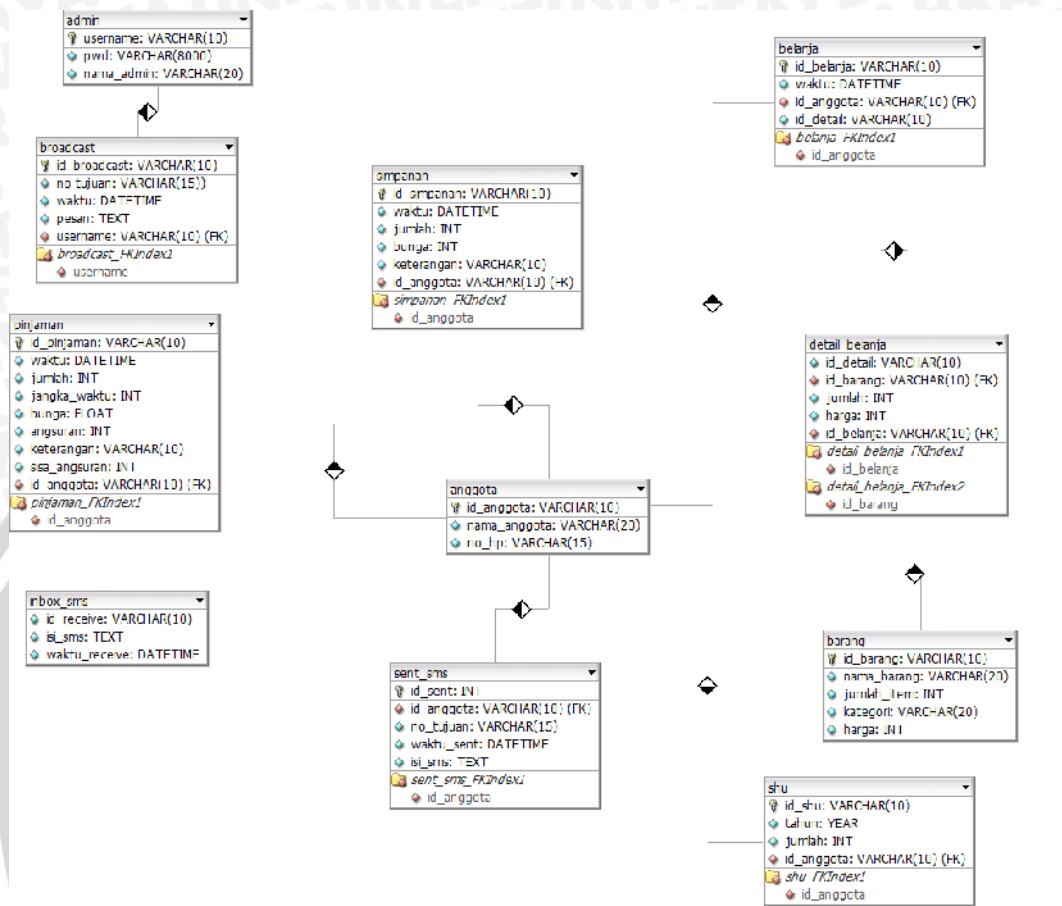 admin
username: VARCHAR(10)
pwd: VARCHAR(8000)
nama_admin: VARCHAR(20)
broadcast
id_broadcast: VARCHAR(10)
no_tujuan: VARCHAR(15))
waktu: DATETIME
pesan: TEXT
username: VARCHAR(10) (FK)
broadcast_FKIndex1
username
pinjaman
id_pinjaman: VARCHAR(10)
waktu: DATETIME
jumlah: INT
jangka_waktu: INT
bunga: FLOAT
angsuran: INT
keterangan: VARCHAR(10)
sisa_angsuran: INT
id_anggota: VARCHAR(10) (FK)
pinjaman_FKIndex1
id_anggota
inbox_sms
id_receive: VARCHAR(10)
isi_sms: TEXT
waktu_receive: DATETIME
simpanan
id_simpanan: VARCHAR(10)
waktu: DATETIME
jumlah: INT
bunga: INT
keterangan: VARCHAR(10)
id_anggota: VARCHAR(10) (FK)
simpanan_FKIndex1
id_anggota
anggota
id_anggota: VARCHAR(10)
nama_anggota: VARCHAR(20)
no_hp: VARCHAR(15)
sent_sms
id_sent: INT
id_anggota: VARCHAR(10) (FK)
no_tujuan: VARCHAR(15)
waktu_sent: DATETIME
isi_sms: TEXT
sent_sms_FKIndex1
id_anggota
belanja
id_belanja: VARCHAR(10)
waktu: DATETIME
id_anggota: VARCHAR(10) (FK)
id_detail: VARCHAR(10)
belanja_FKIndex1
id_anggota
detail_belanja
id_detail: VARCHAR(10)
id_barang: VARCHAR(10) (FK)
jumlah: INT
harga: INT
id_belanja: VARCHAR(10) (FK)
detail_belanja_FKIndex1
id_belanja
detail_belanja_FKIndex2
id_barang
barang
id_barang: VARCHAR(10)
nama_barang: VARCHAR(20)
jumlah_item: INT
kategori: VARCHAR(20)
harga: INT
shu
id_shu: VARCHAR(10)
tahun: YEAR
jumlah: INT
id_anggota: VARCHAR(10) (FK)
shu_FKIndex1
id_anggota